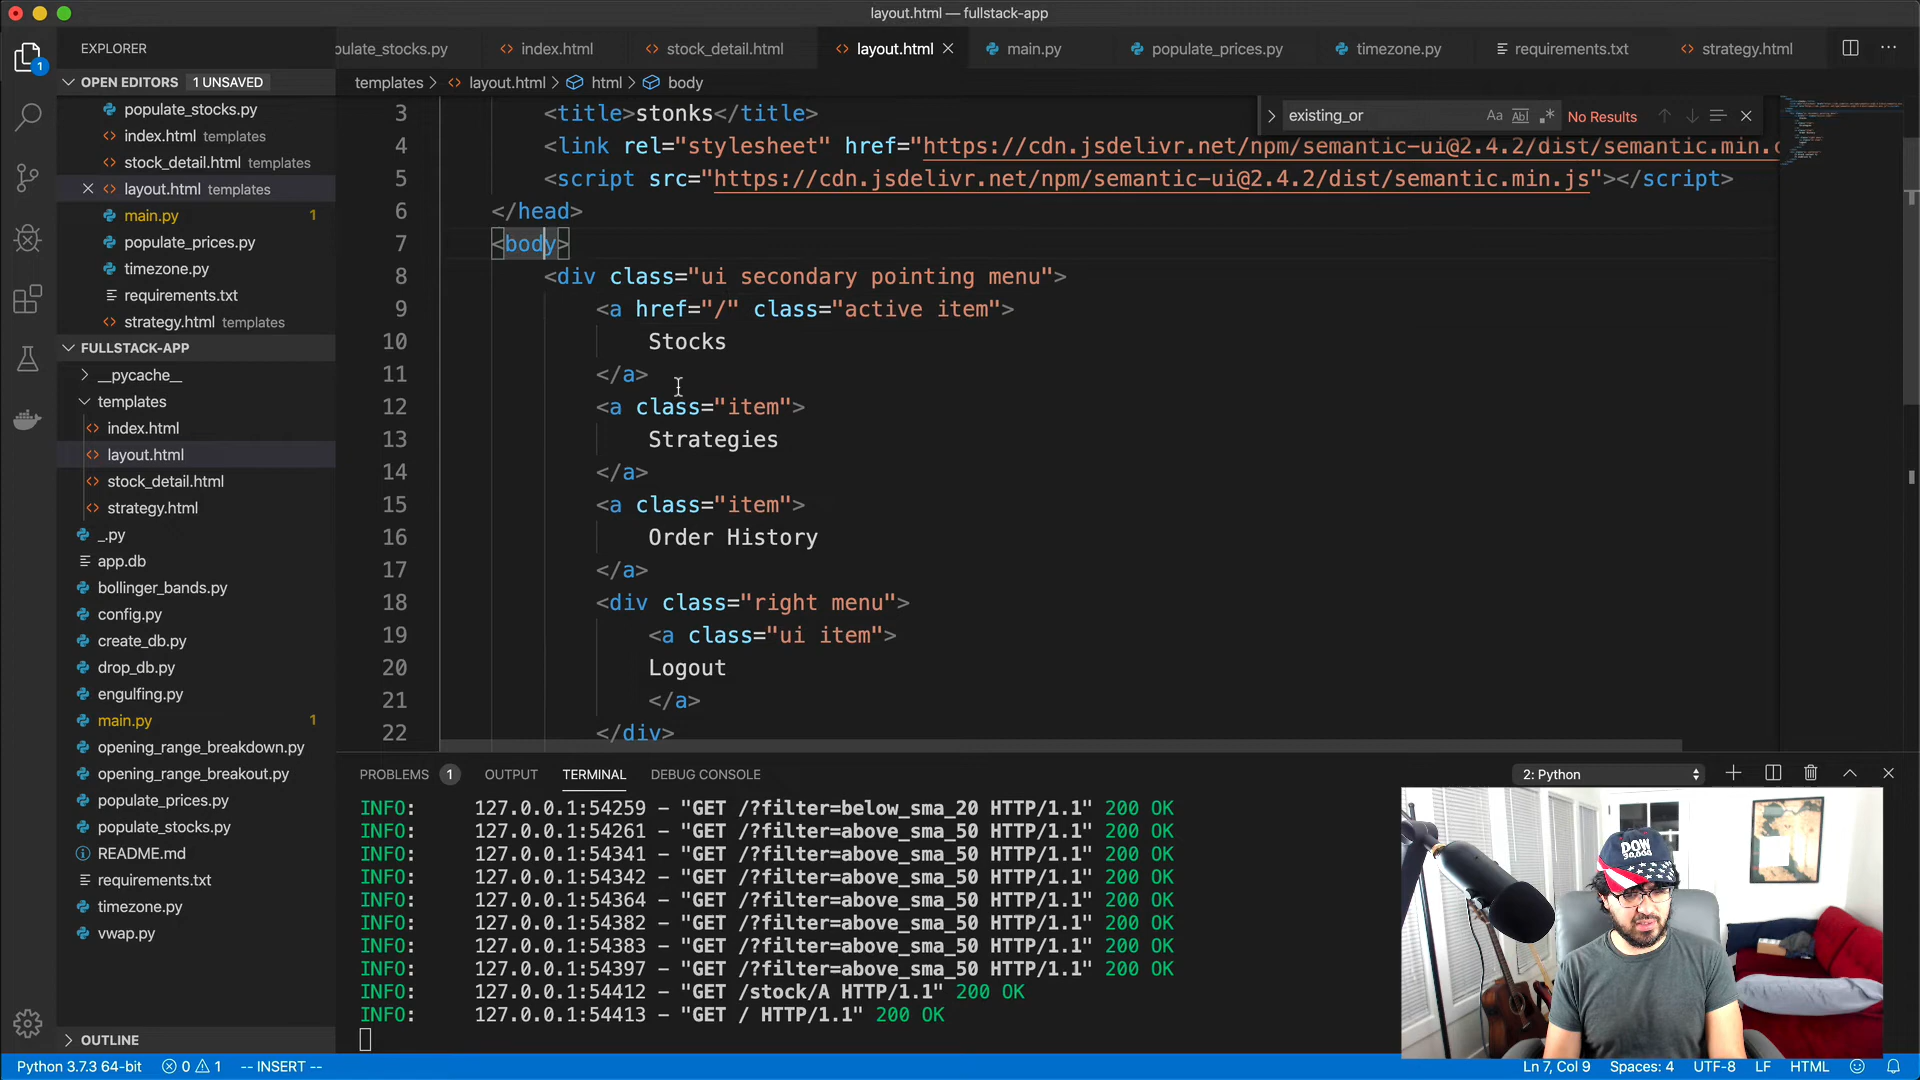 layout.html — fullstack-app
EXPLORER
pulate_stocks.py
index.html
stock_detail.html
layout.html
main.py
populate_prices.py
timezone.py
requirements.txt
strategy.html
1
OPEN EDITORS 1 UNSAVED
populate_stocks.py
index.html templates
stock_detail.html templates
layout.html templates
main.py 1
populate_prices.py
timezone.py
requirements.txt
strategy.html templates
FULLSTACK-APP
__pycache__
templates
index.html
layout.html
stock_detail.html
strategy.html
_.py
app.db
bollinger_bands.py
config.py
create_db.py
drop_db.py
engulfing.py
main.py 1
opening_range_breakdown.py
opening_range_breakout.py
populate_prices.py
populate_stocks.py
README.md
requirements.txt
timezone.py
vwap.py
OUTLINE
templates > layout.html > html > body
existing_or
Aa Abl .*
No Results
3 <title>stonks</title>
4 <link rel="stylesheet" href="https://cdn.jsdelivr.net/npm/semantic-ui@2.4.2/dist/semantic.min.c
5 <script src="https://cdn.jsdelivr.net/npm/semantic-ui@2.4.2/dist/semantic.min.js"></script>
6 </head>
7 <body>
8 <div class="ui secondary pointing menu">
9 <a href="/" class="active item">
10 Stocks
11 </a>
12 <a class="item">
13 Strategies
14 </a>
15 <a class="item">
16 Order History
17 </a>
18 <div class="right menu">
19 <a class="ui item">
20 Logout
21 </a>
22 </div>
PROBLEMS 1 OUTPUT TERMINAL DEBUG CONSOLE
2: Python
INFO: 127.0.0.1:54259 - "GET /?filter=below_sma_20 HTTP/1.1" 200 OK
INFO: 127.0.0.1:54261 - "GET /?filter=above_sma_50 HTTP/1.1" 200 OK
INFO: 127.0.0.1:54341 - "GET /?filter=above_sma_50 HTTP/1.1" 200 OK
INFO: 127.0.0.1:54342 - "GET /?filter=above_sma_50 HTTP/1.1" 200 OK
INFO: 127.0.0.1:54364 - "GET /?filter=above_sma_50 HTTP/1.1" 200 OK
INFO: 127.0.0.1:54382 - "GET /?filter=above_sma_50 HTTP/1.1" 200 OK
INFO: 127.0.0.1:54383 - "GET /?filter=above_sma_50 HTTP/1.1" 200 OK
INFO: 127.0.0.1:54397 - "GET /?filter=above_sma_50 HTTP/1.1" 200 OK
INFO: 127.0.0.1:54412 - "GET /stock/A HTTP/1.1" 200 OK
INFO: 127.0.0.1:54413 - "GET / HTTP/1.1" 200 OK
DOW
Python 3.7.3 64-bit 0 1 -- INSERT --
Ln 7, Col 9 Spaces: 4 UTF-8 LF HTML